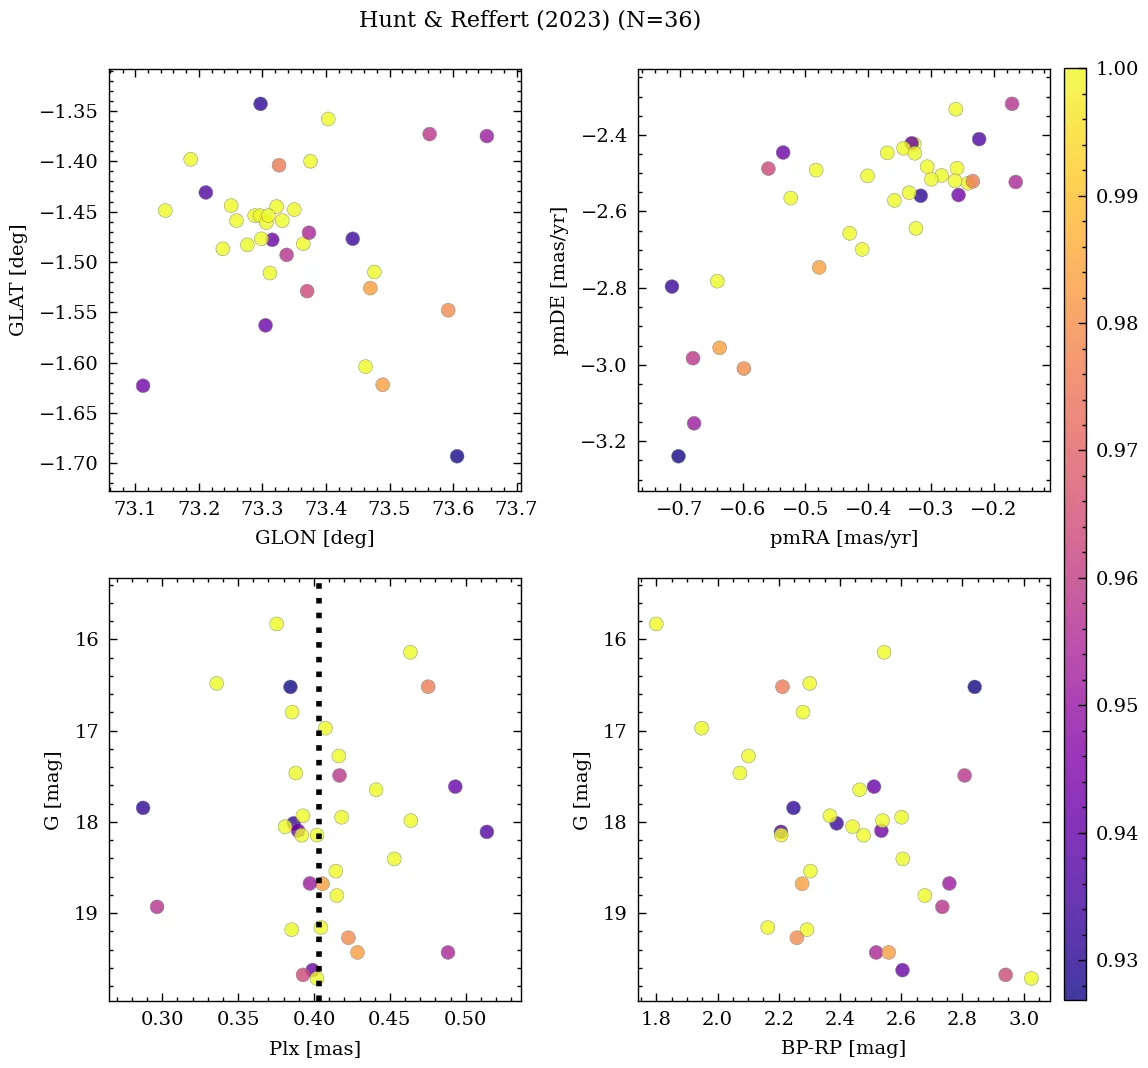 Hunt & Reffert (2023) (N=36)
GLAT [deg]
−1.35
−1.40
−1.45
−1.50
−1.55
−1.60
−1.65
−1.70
73.1 73.2 73.3 73.4 73.5 73.6 73.7
GLON [deg]
pmDE [mas/yr]
−2.4
−2.6
−2.8
−3.0
−3.2
−0.7 −0.6 −0.5 −0.4 −0.3 −0.2
pmRA [mas/yr]
G [mag]
16
17
18
19
0.30 0.35 0.40 0.45 0.50
Plx [mas]
G [mag]
16
17
18
19
1.8 2.0 2.2 2.4 2.6 2.8 3.0
BP-RP [mag]
1.00
0.99
0.98
0.97
0.96
0.95
0.94
0.93